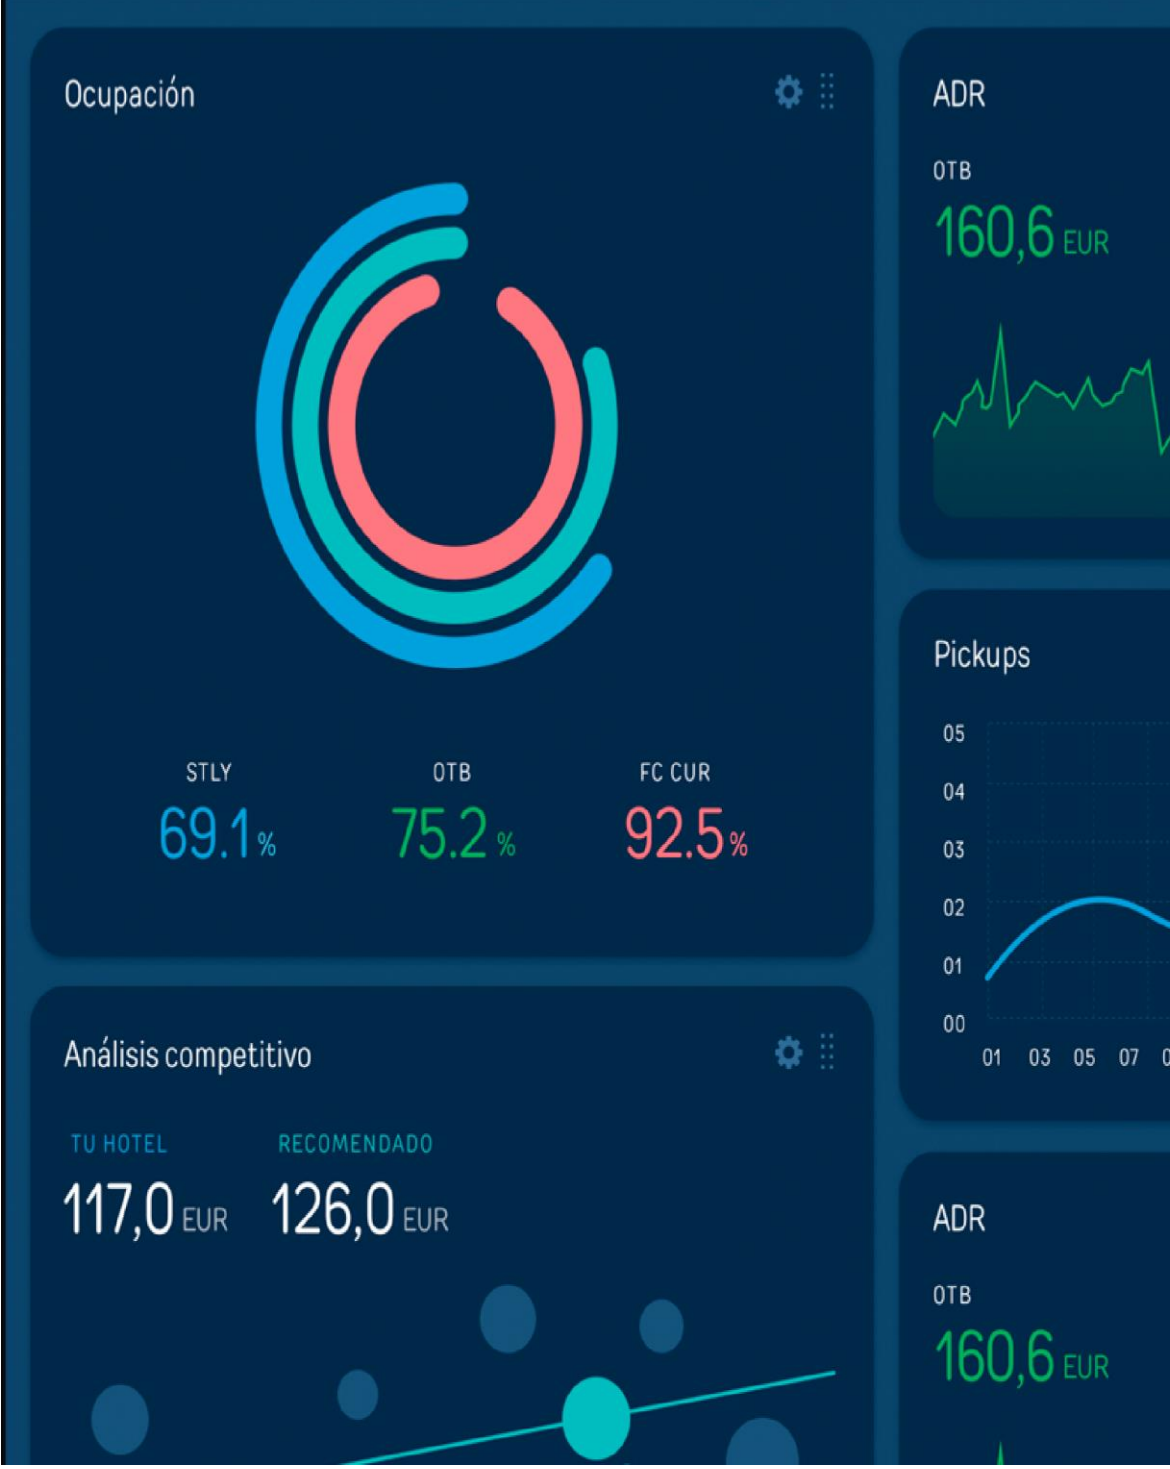 Ocupación
STLY OTB FC CUR
69.1% 75.2% 92.5%
Análisis competitivo
TU HOTEL RECOMENDADO
117,0 EUR 126,0 EUR
ADR
OTB
160,6 EUR
Pickups
05
04
03
02
01
00
01 03 05 07
ADR
OTB
160,6 EUR